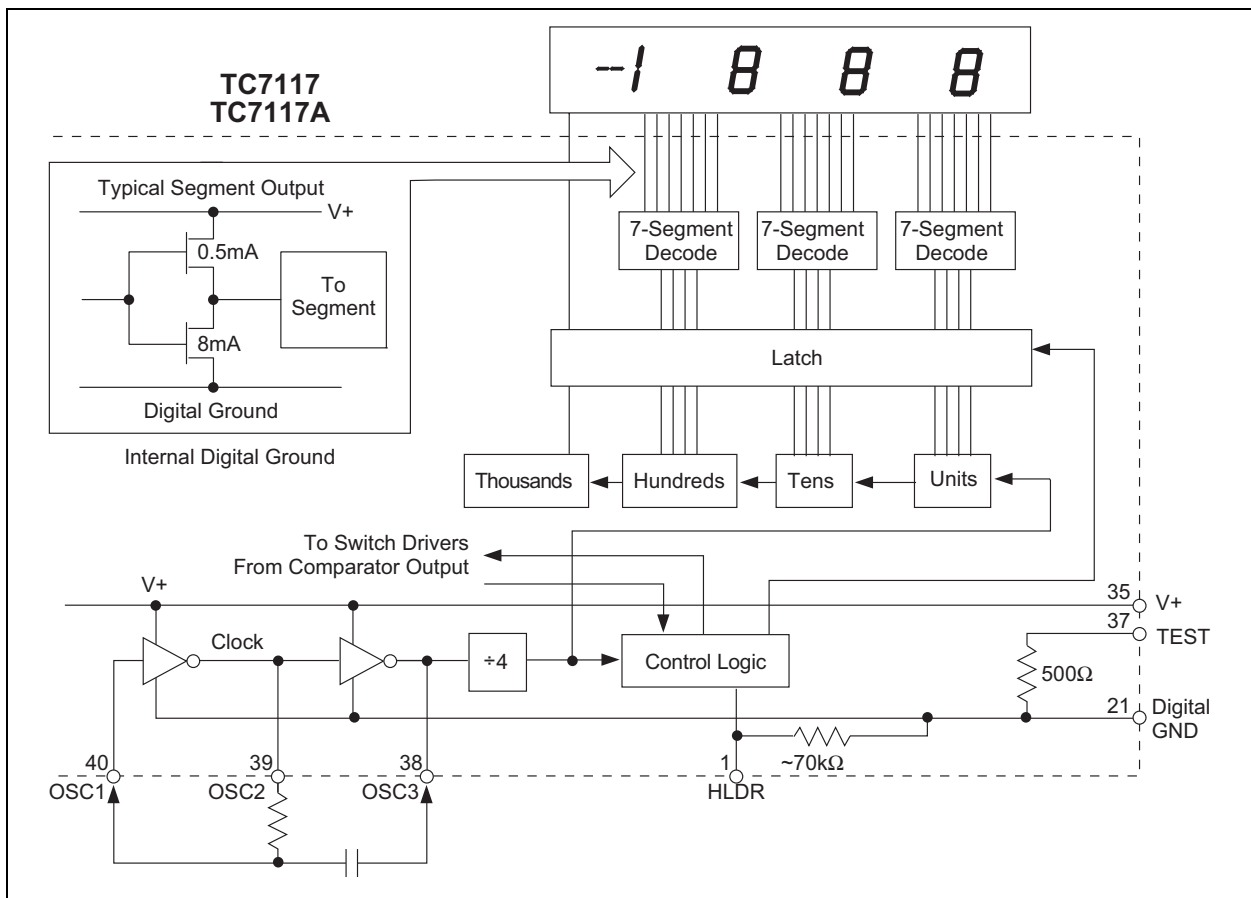 -1 8 8 8
TC7117
TC7117A
Typical Segment Output
V+
0.5mA
To
Segment
8mA
Digital Ground
Internal Digital Ground
7-Segment
Decode
7-Segment
Decode
7-Segment
Decode
Latch
Thousands
Hundreds
Tens
Units
To Switch Drivers
From Comparator Output
V+
Clock
÷4
Control Logic
35
V+
37
TEST
500Ω
21
Digital
GND
~70kΩ
40
OSC1
39
OSC2
38
OSC3
1
HLDR